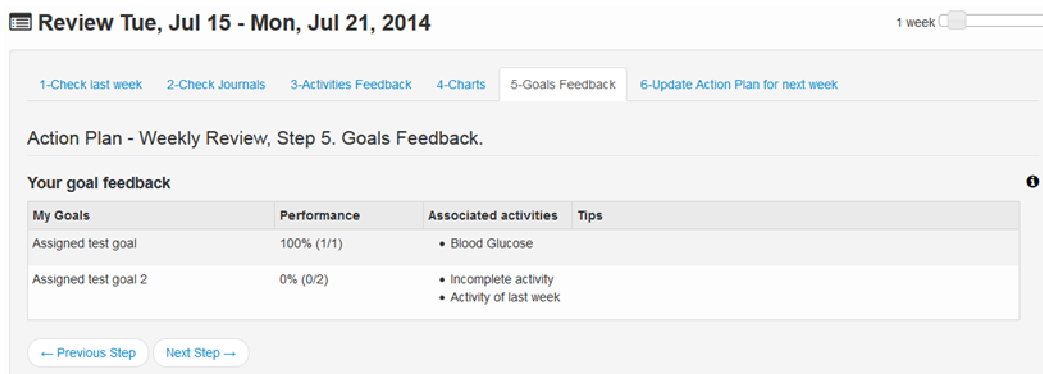 Review Tue, Jul 15 - Mon, Jul 21, 2014
1 week
1-Check last week 2-Check Journals 3-Activities Feedback 4-Charts 5-Goals Feedback 6-Update Action Plan for next week
Action Plan - Weekly Review, Step 5. Goals Feedback.
Your goal feedback
My Goals Performance Associated activities Tips
Assigned test goal 100% (1/1) • Blood Glucose
Assigned test goal 2 0% (0/2) • Incomplete activity
• Activity of last week
← Previous Step Next Step →